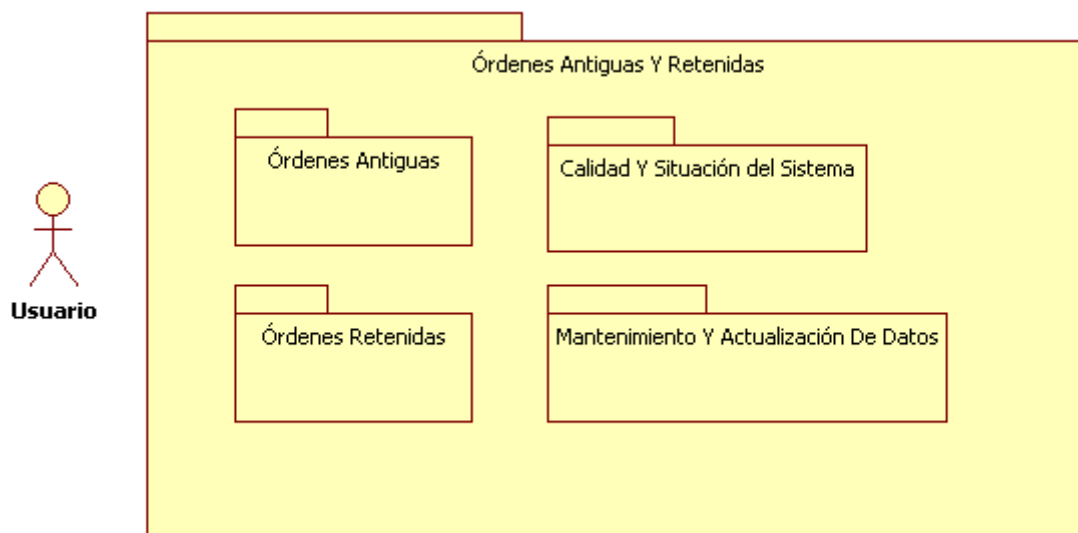 Órdenes Antiguas Y Retenidas
Órdenes Antiguas
Calidad Y Situación del Sistema
Usuario
Órdenes Retenidas
Mantenimiento Y Actualización De Datos